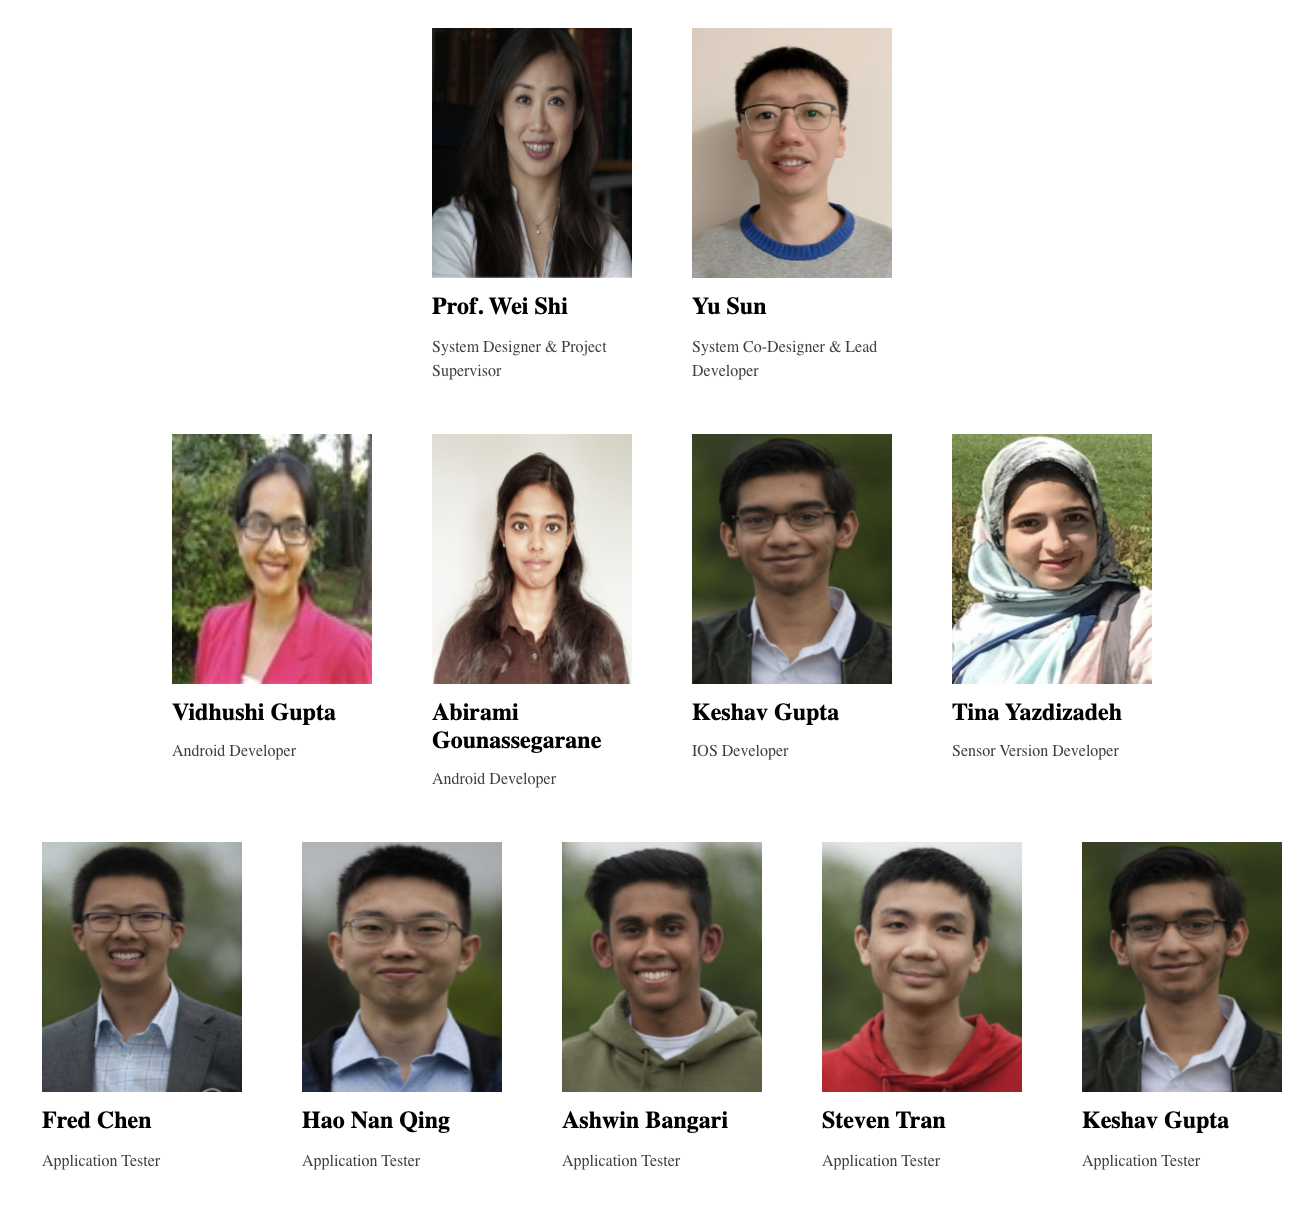 Prof. Wei Shi
System Designer & Project
Supervisor
Yu Sun
System Co-Designer & Lead
Developer
Vidhushi Gupta
Android Developer
Abirami
Gounassegarane
Android Developer
Keshav Gupta
IOS Developer
Tina Yazdizadeh
Sensor Version Developer
Fred Chen
Application Tester
Hao Nan Qing
Application Tester
Ashwin Bangari
Application Tester
Steven Tran
Application Tester
Keshav Gupta
Application Tester